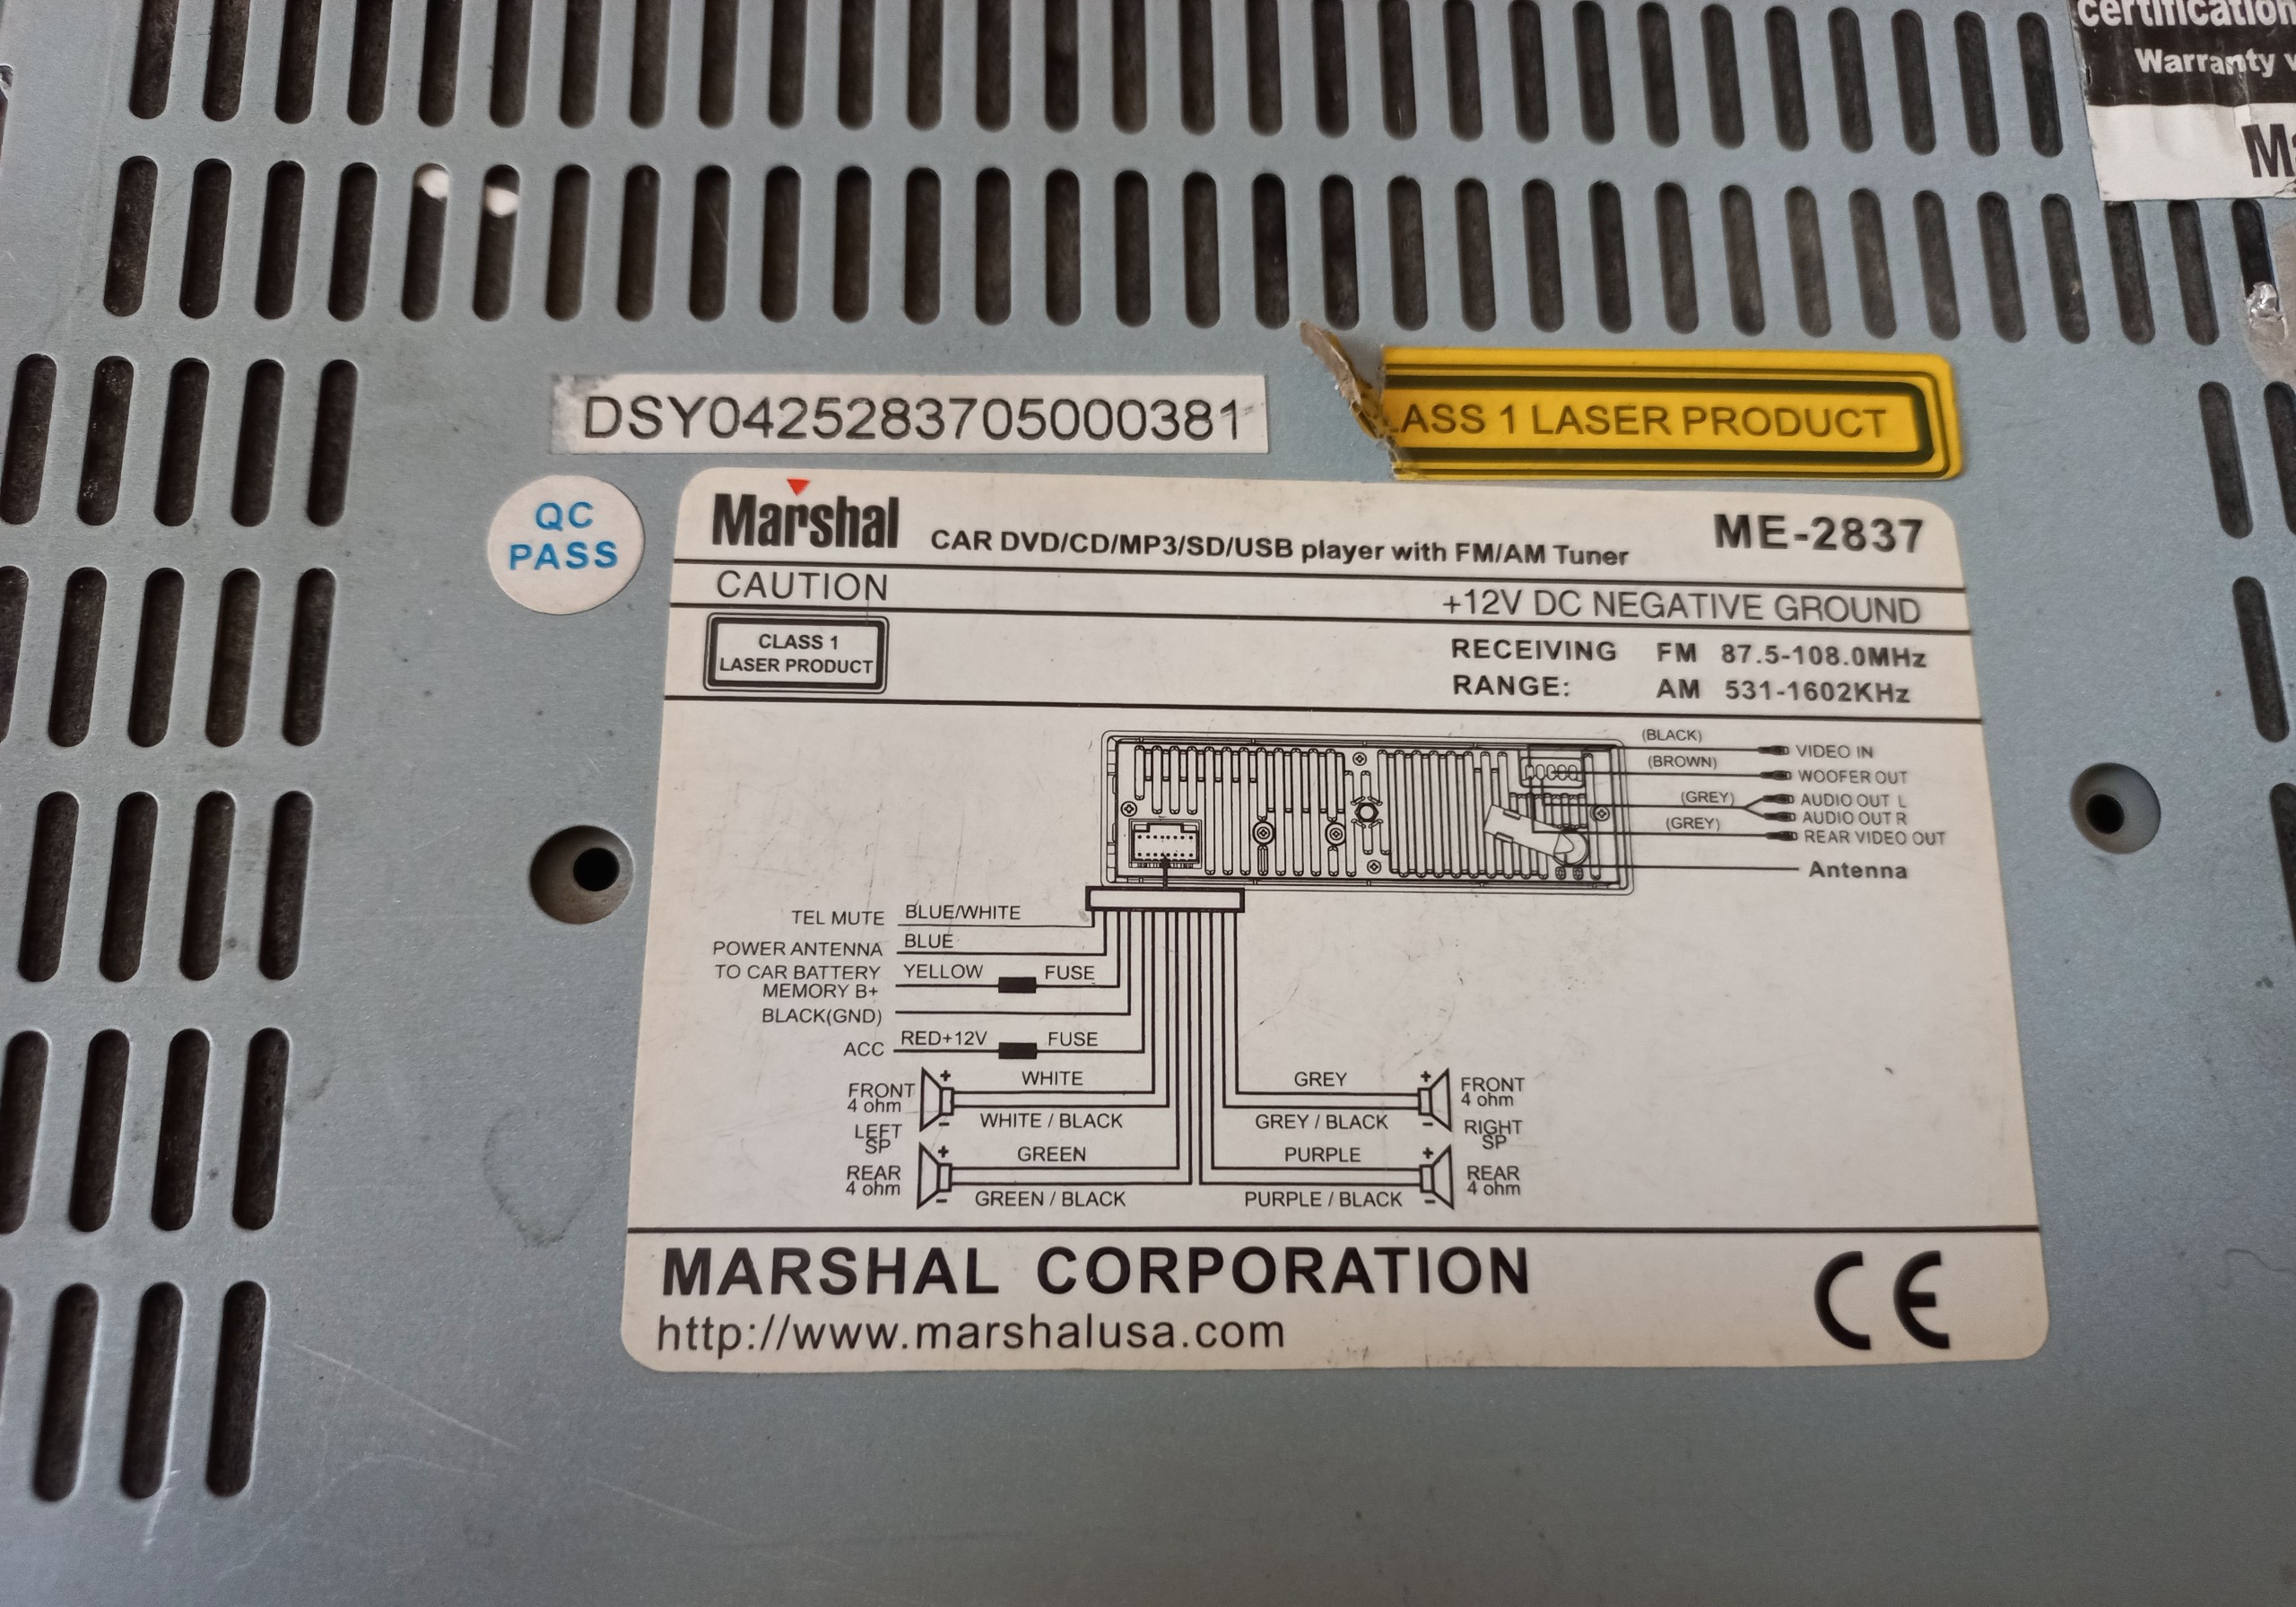 certification
Warranty
DSY0425283705000381
ASS 1 LASER PRODUCT
QC
PASS
Marshal
CAR DVD/CD/MP3/SD/USB player with FM/AM Tuner
ME-2837
CAUTION
+12V DC NEGATIVE GROUND
CLASS 1
LASER PRODUCT
RECEIVING FM 87.5-108.0MHz
RANGE: AM 531-1602KHz
(BLACK) VIDEO IN
(BROWN) WOOFER OUT
(GREY) AUDIO OUT L
AUDIO OUT R
(GREY) REAR VIDEO OUT
Antenna
TEL MUTE BLUE/WHITE
POWER ANTENNA BLUE
TO CAR BATTERY YELLOW FUSE
MEMORY B+
BLACK(GND)
ACC RED+12V FUSE
FRONT
4 ohm
+ WHITE
- WHITE / BLACK
LEFT
SP
REAR
4 ohm
+ GREEN
- GREEN / BLACK
GREY +
GREY / BLACK -
FRONT
4 ohm
RIGHT
SP
PURPLE +
PURPLE / BLACK -
REAR
4 ohm
MARSHAL CORPORATION
http://www.marshalusa.com
CE